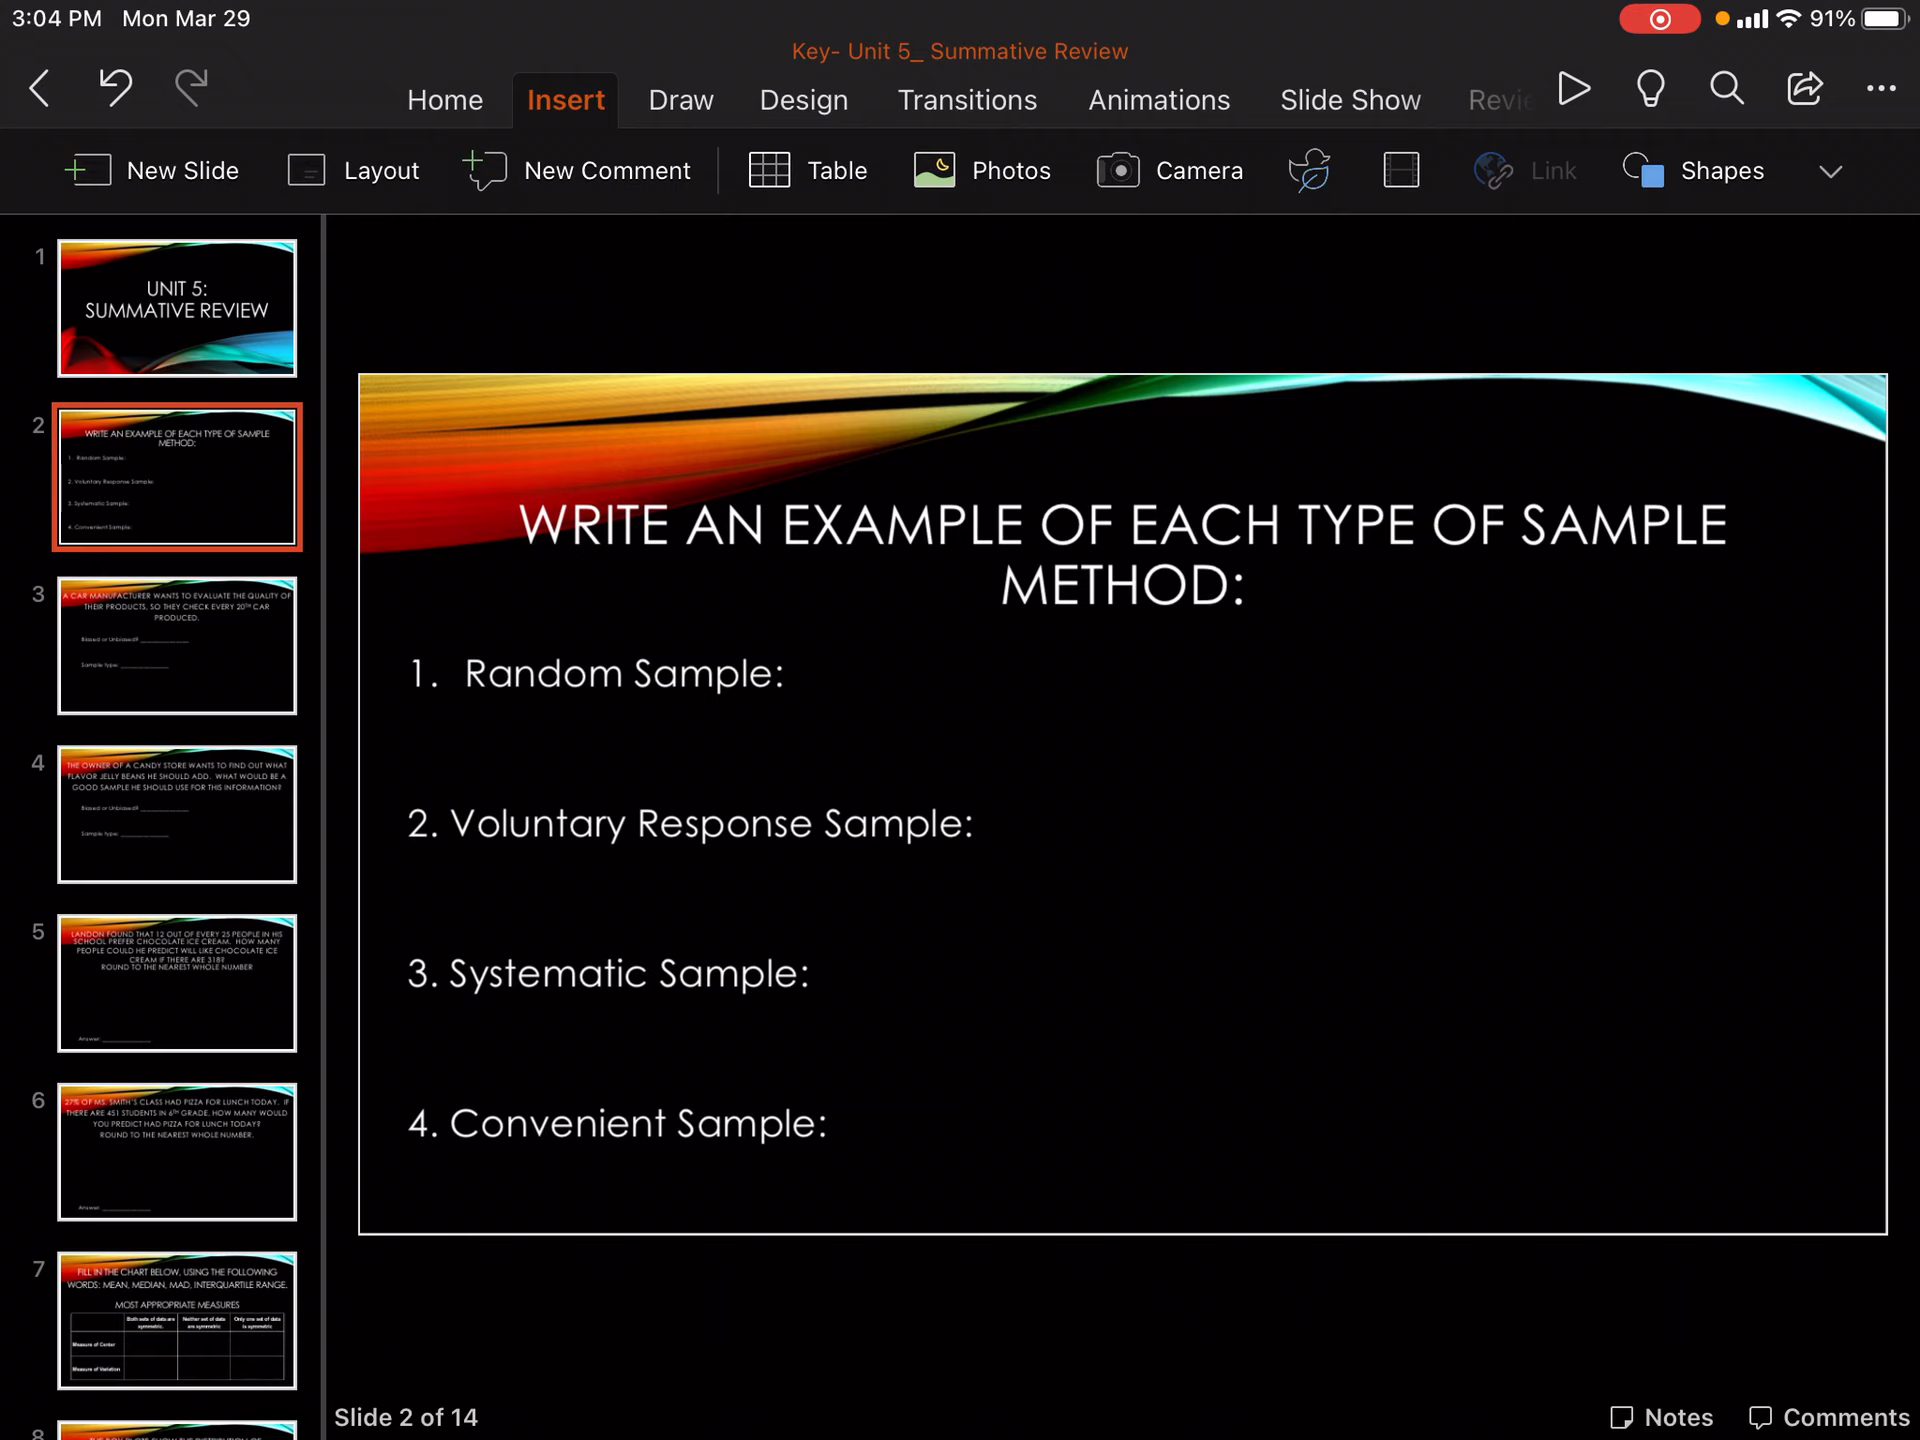 3:04 PM Mon Mar 29
91%
Key- Unit 5_ Summative Review
Home Insert Draw Design Transitions Animations Slide Show Revie
New Slide Layout New Comment Table Photos Camera Link Shapes
1
UNIT 5:
SUMMATIVE REVIEW
2
WRITE AN EXAMPLE OF EACH TYPE OF SAMPLE
METHOD:
1. Random Sample:
2. Voluntary Response Sample:
3. Systematic Sample:
4. Convenient Sample:
3
A CAR MANUFACTURER WANTS TO EVALUATE THE QUALITY OF
THEIR PRODUCTS, SO THEY CHECK EVERY 20TH CAR
PRODUCED.
Biased or Unbiased? ____________
Sample type: ____________
4
THE OWNER OF A CANDY STORE WANTS TO FIND OUT WHAT
FLAVOR JELLY BEANS HE SHOULD ADD. WHAT WOULD BE A
GOOD SAMPLE HE SHOULD USE FOR THIS INFORMATION?
Biased or Unbiased? ____________
Sample type: ____________
5
LANDON FOUND THAT 12 OUT OF EVERY 25 PEOPLE IN HIS
SCHOOL PREFER CHOCOLATE ICE CREAM. HOW MANY
PEOPLE COULD HE PREDICT WILL LIKE CHOCOLATE ICE
CREAM IF THERE ARE 318?
ROUND TO THE NEAREST WHOLE NUMBER
Answer: ____________
6
27% OF MS. SMITH'S CLASS HAD PIZZA FOR LUNCH TODAY. IF
THERE ARE 451 STUDENTS IN 6TH GRADE, HOW MANY WOULD
YOU PREDICT HAD PIZZA FOR LUNCH TODAY?
ROUND TO THE NEAREST WHOLE NUMBER.
Answer: ____________
7
FILL IN THE CHART BELOW, USING THE FOLLOWING
WORDS: MEAN, MEDIAN, MAD, INTERQUARTILE RANGE.
MOST APPROPRIATE MEASURES
Both sets of data are symmetric. Neither set of data are symmetric Only one set of data is symmetric
Measure of Center
Measure of Variation
8
WRITE AN EXAMPLE OF EACH TYPE OF SAMPLE
METHOD:
1. Random Sample:
2. Voluntary Response Sample:
3. Systematic Sample:
4. Convenient Sample:
Slide 2 of 14
Notes Comments